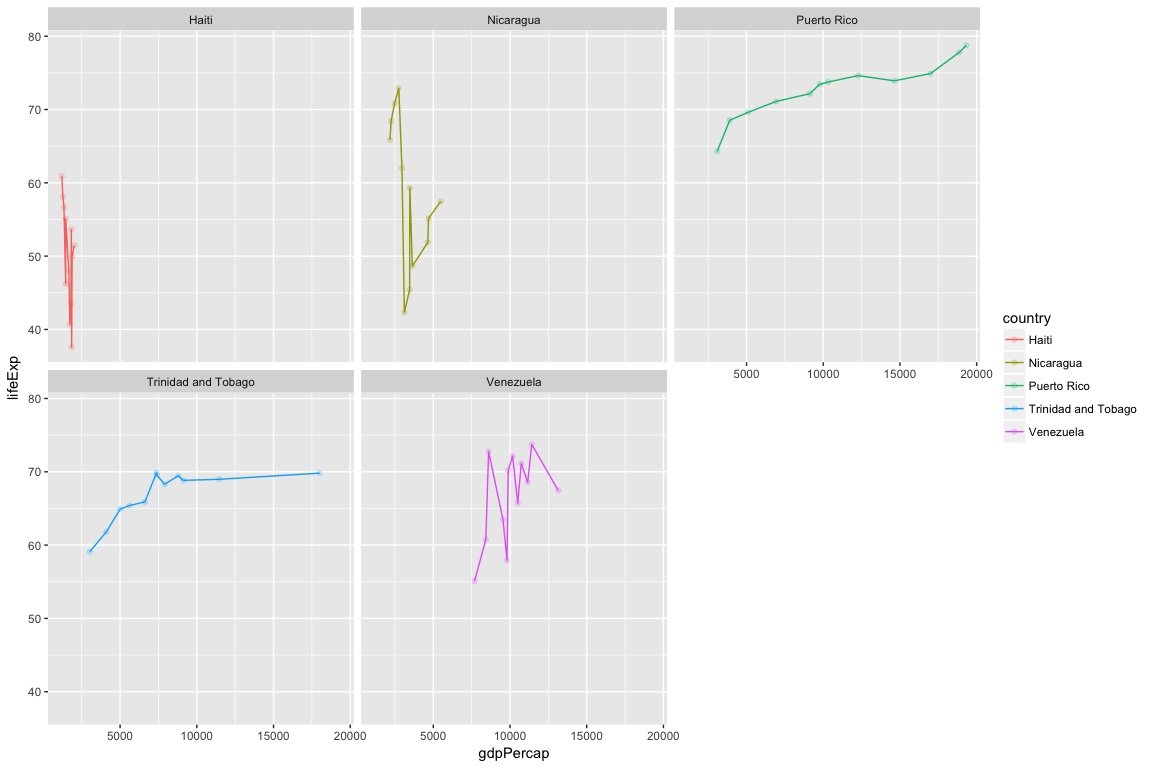 Haiti
Nicaragua
Puerto Rico
80
70
60
50
40
5000 10000 15000 20000
Trinidad and Tobago
Venezuela
80
70
60
50
40
5000 10000 15000 20000
5000 10000 15000 20000
lifeExp
gdpPercap
country
Haiti
Nicaragua
Puerto Rico
Trinidad and Tobago
Venezuela